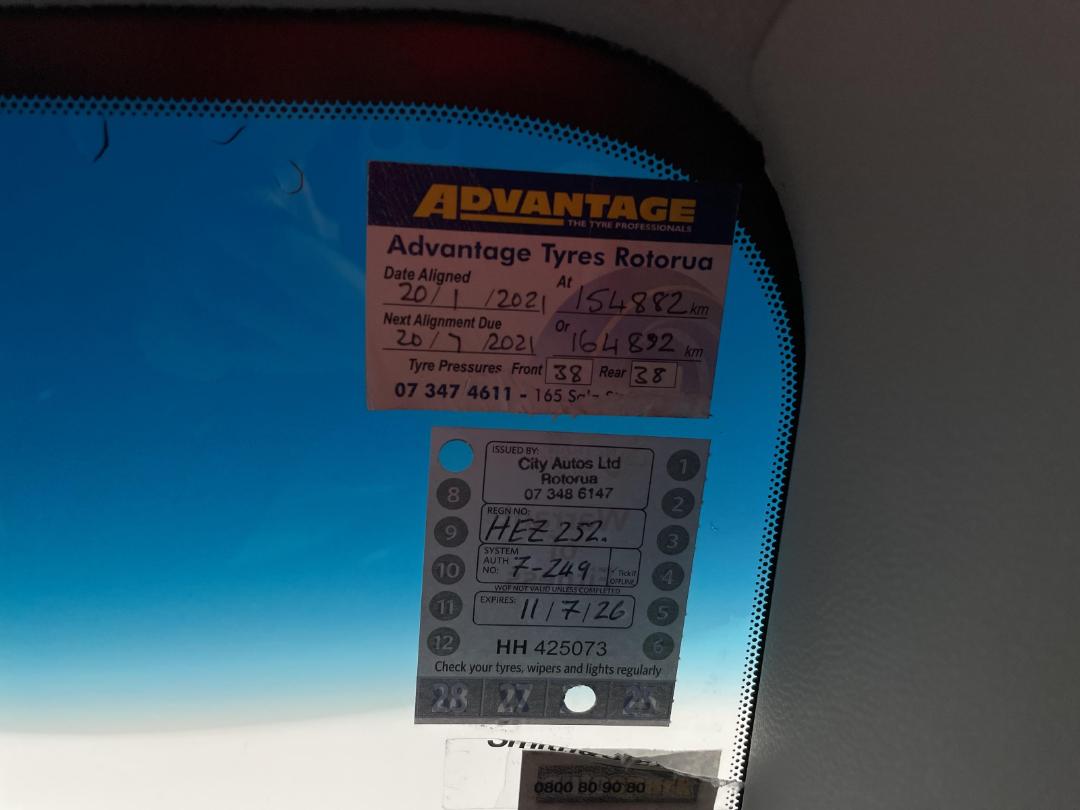 ADVANTAGE
THE TYRE PROFESSIONALS
Advantage Tyres Rotorua
Date Aligned At
20/1/2021 154882 km
Next Alignment Due Or
20/7/2021 164892 km
Tyre Pressures Front 38 Rear 38
07 347 4611 - 165
ISSUED BY:
City Autos Ltd
Rotorua
07 348 6147
REGN NO:
HEZ 252.
SYSTEM
AUTH
NO: 7-249
✓ Tick if
OFFLINE
WOF NOT VALID UNLESS COMPLETED
EXPIRES: 11/7/26
8
9
10
11
12
1
2
3
4
5
6
HH 425073
Check your tyres, wipers and lights regularly
28 27 25
0800 80 90 80